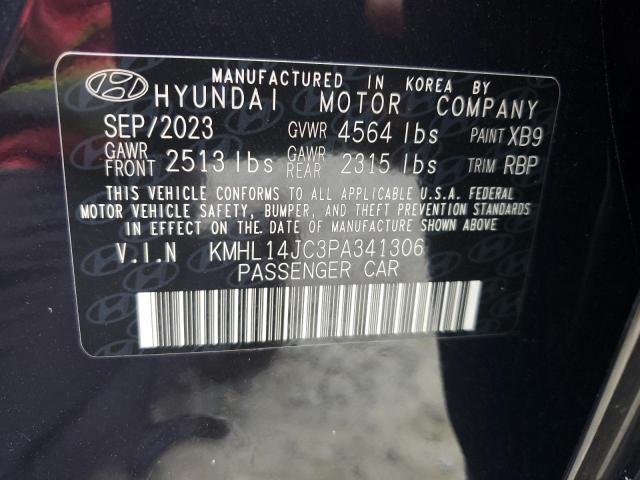 MANUFACTURED IN KOREA BY
HYUNDAI MOTOR COMPANY
SEP/2023 GVWR 4564 lbs PAINT XB9
GAWR FRONT 2513 lbs GAWR REAR 2315 lbs TRIM RBP
THIS VEHICLE CONFORMS TO ALL APPLICABLE U.S.A. FEDERAL
MOTOR VEHICLE SAFETY, BUMPER, AND THEFT PREVENTION STANDARDS
IN EFFECT ON THE DATE OF MANUFACTURE SHOWN ABOVE.
V.I.N KMHL14JC3PA341306
PASSENGER CAR